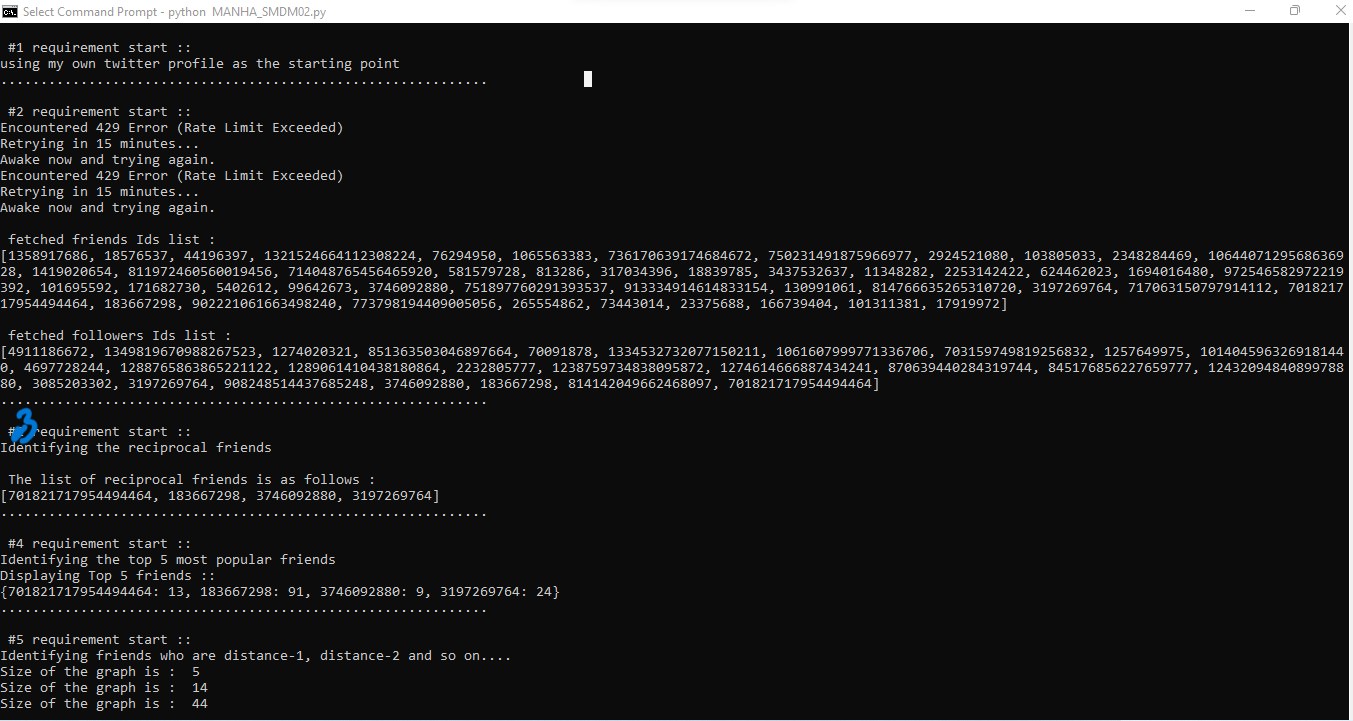 Select Command Prompt - python MANHA_SMDM02.py
#1 requirement start ::
using my own twitter profile as the starting point
.............................................................
#2 requirement start ::
Encountered 429 Error (Rate Limit Exceeded)
Retrying in 15 minutes...
Awake now and trying again.
Encountered 429 Error (Rate Limit Exceeded)
Retrying in 15 minutes...
Awake now and trying again.
fetched friends Ids list :
[1358917686, 18576537, 44196397, 1321524664112308224, 76294950, 1065563383, 736170639174684672, 750231491875966977, 2924521080, 103805033, 2348284469, 10644071295686369
28, 1419020654, 811972460560019456, 714048765456465920, 581579728, 813286, 317034396, 18839785, 3437532637, 11348282, 2253142422, 624462023, 1694016480, 972546582972219
392, 101695592, 171682730, 5402612, 99642673, 3746092880, 751897760291393537, 913334914614833154, 130991061, 814766635265310720, 3197269764, 717063150797914112, 7018217
17954494464, 183667298, 902221061663498240, 773798194409005056, 265554862, 73443014, 23375688, 166739404, 101311381, 17919972]
fetched followers Ids list :
[4911186672, 1349819670988267523, 1274020321, 851363503046897664, 70091878, 1334532732077150211, 1061607999771336706, 703159749819256832, 1257649975, 101404596326918144
0, 4697728244, 1288765863865221122, 1289061410438180864, 2232805777, 1238759734838095872, 1274614666887434241, 870639440284319744, 845176856227659777, 12432094840899788
80, 3085203302, 3197269764, 908248514437685248, 3746092880, 183667298, 814142049662468097, 701821717954494464]
.............................................................
#3 requirement start ::
Identifying the reciprocal friends
The list of reciprocal friends is as follows :
[701821717954494464, 183667298, 3746092880, 3197269764]
.............................................................
#4 requirement start ::
Identifying the top 5 most popular friends
Displaying Top 5 friends ::
{701821717954494464: 13, 183667298: 91, 3746092880: 9, 3197269764: 24}
.............................................................
#5 requirement start ::
Identifying friends who are distance-1, distance-2 and so on....
Size of the graph is :  5
Size of the graph is :  14
Size of the graph is :  44